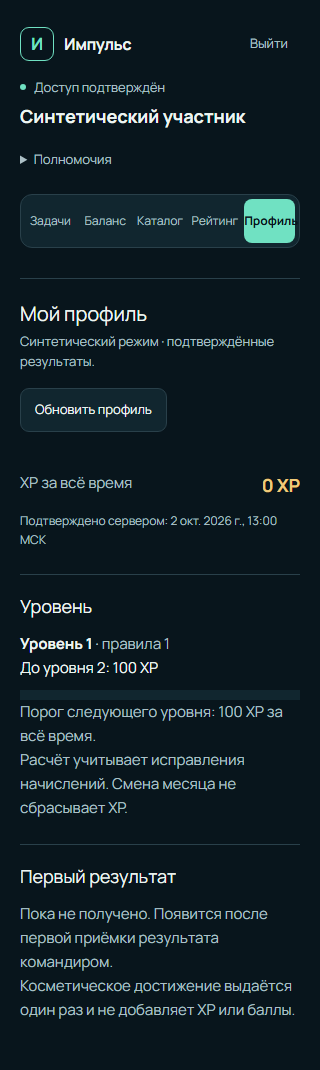 И Импульс Выйти
Доступ подтверждён
Синтетический участник
Полномочия
Задачи Баланс Каталог Рейтинг Профиль
Мой профиль
Синтетический режим · подтверждённые
результаты.
Обновить профиль
XP за всё время 0 XP
Подтверждено сервером: 2 окт. 2026 г., 13:00
МСК
Уровень
Уровень 1 · правила 1
До уровня 2: 100 XP
Порог следующего уровня: 100 XP за
всё время.
Расчёт учитывает исправления
начислений. Смена месяца не
сбрасывает XP.
Первый результат
Пока не получено. Появится после
первой приёмки результата
командиром.
Косметическое достижение выдаётся
один раз и не добавляет XP или баллы.